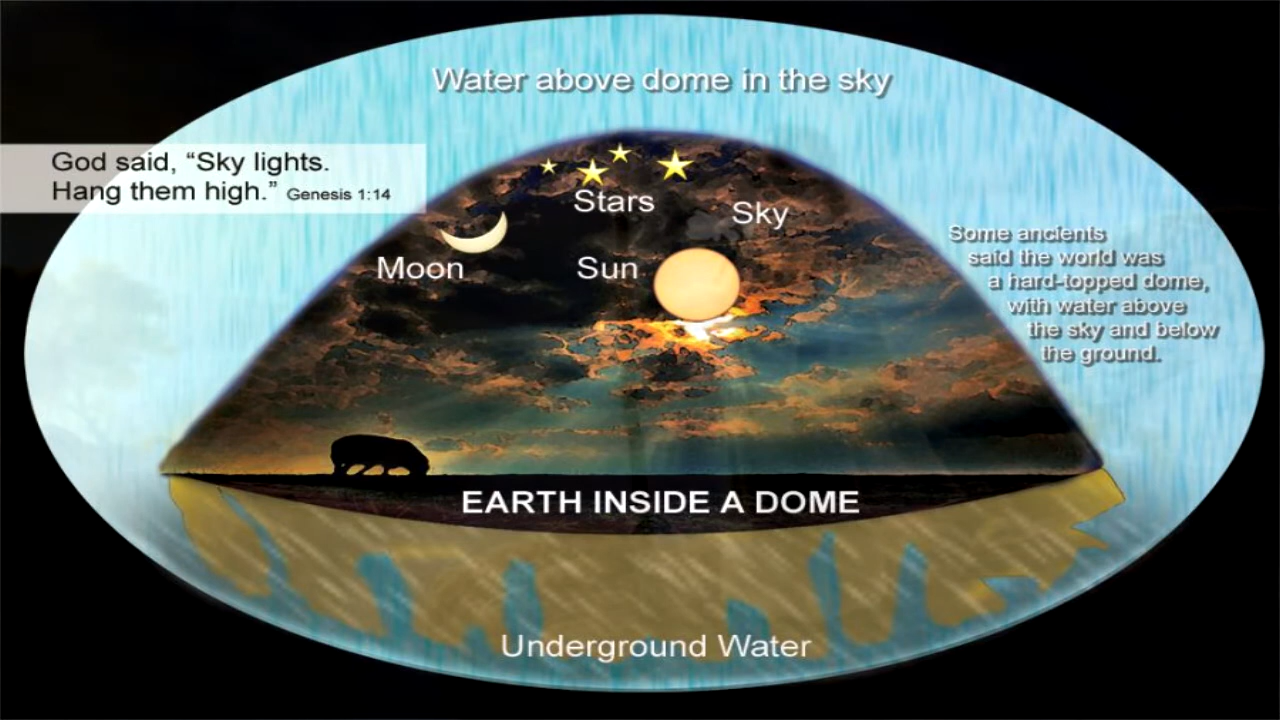 Water above dome in the sky
God said, “Sky lights.
Hang them high.” Genesis 1:14
Stars
Sky
Moon
Sun
Some ancients
said the world was
a hard-topped dome,
with water above
the sky and below
the ground.
EARTH INSIDE A DOME
Underground Water